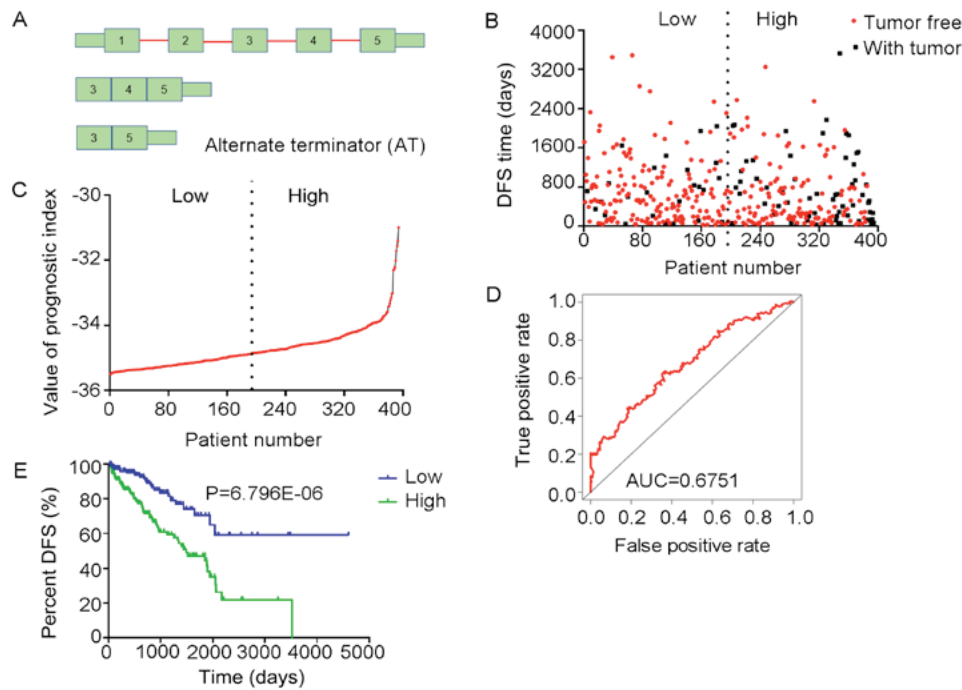 A
1 2 3 4 5
3 4 5
3 5
Alternate terminator (AT)
B
Low High
Tumor free
With tumor
DFS time (days)
4000
3200
2400
1600
800
0
0 80 160 240 320 400
Patient number
C
Low High
Value of prognostic index
-30
-32
-34
-36
0 80 160 240 320 400
Patient number
D
True positive rate
1.0
0.8
0.6
0.4
0.2
0.0
AUC=0.6751
0.0 0.2 0.4 0.6 0.8 1.0
False positive rate
E
Percent DFS (%)
100
80
60
40
20
0
P=6.796E-06
Low
High
0 1000 2000 3000 4000 5000
Time (days)